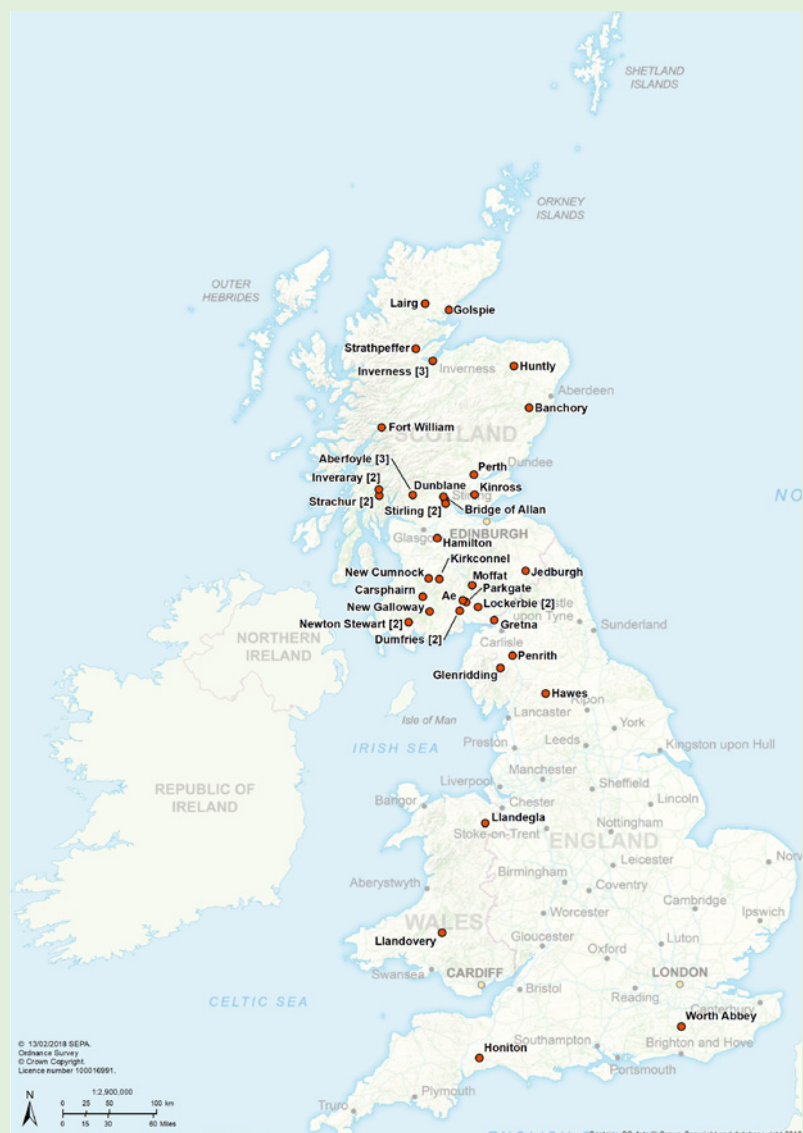 SHETLAND
ISLANDS
ORKNEY
ISLANDS
OUTER
HEBRIDES
Lairg
Golspie
Strathpeffer
Inverness [3]
Inverness
Huntly
Aberdeen
Banchory
Fort William
SCOTLAND
Aberfoyle [3]
Perth
Dundee
Inveraray [2]
Dunblane
Kinross
Strachur [2]
Stirling
Stirling [2]
Bridge of Allan
Glasgow
EDINBURGH
Hamilton
Kirkconnel
New Cumnock
Moffat
Jedburgh
Carsphairn
Ae
Parkgate
New Galloway
Lockerbie [2]
upon Tyne
Newton Stewart [2]
Gretna
Sunderland
Dumfries [2]
Carlisle
NORTHERN
IRELAND
Penrith
Glenridding
Hawes
Ripon
Isle of Man
Lancaster
York
IRISH SEA
Preston
Leeds
Kingston upon Hull
REPUBLIC OF
IRELAND
Manchester
Liverpool
Sheffield
Bangor
Chester
Lincoln
Llandegla
Stoke-on-Trent
Nottingham
ENGLAND
Leicester
Birmingham
Aberystwyth
Coventry
Cambridge
WALES
Worcester
Ipswich
Llandovery
Gloucester
Luton
Oxford
Swansea
CARDIFF
LONDON
CELTIC SEA
Bristol
Reading
Canterbury
Worth Abbey
Southampton
Brighton and Hove
Honiton
Portsmouth
Plymouth
Truro
© 13/02/2018 SEPA.
Ordnance Survey
© Crown Copyright.
Licence number 100016991.
N
1:2,900,000
0 25 50 100 km
0 15 30 60 Miles